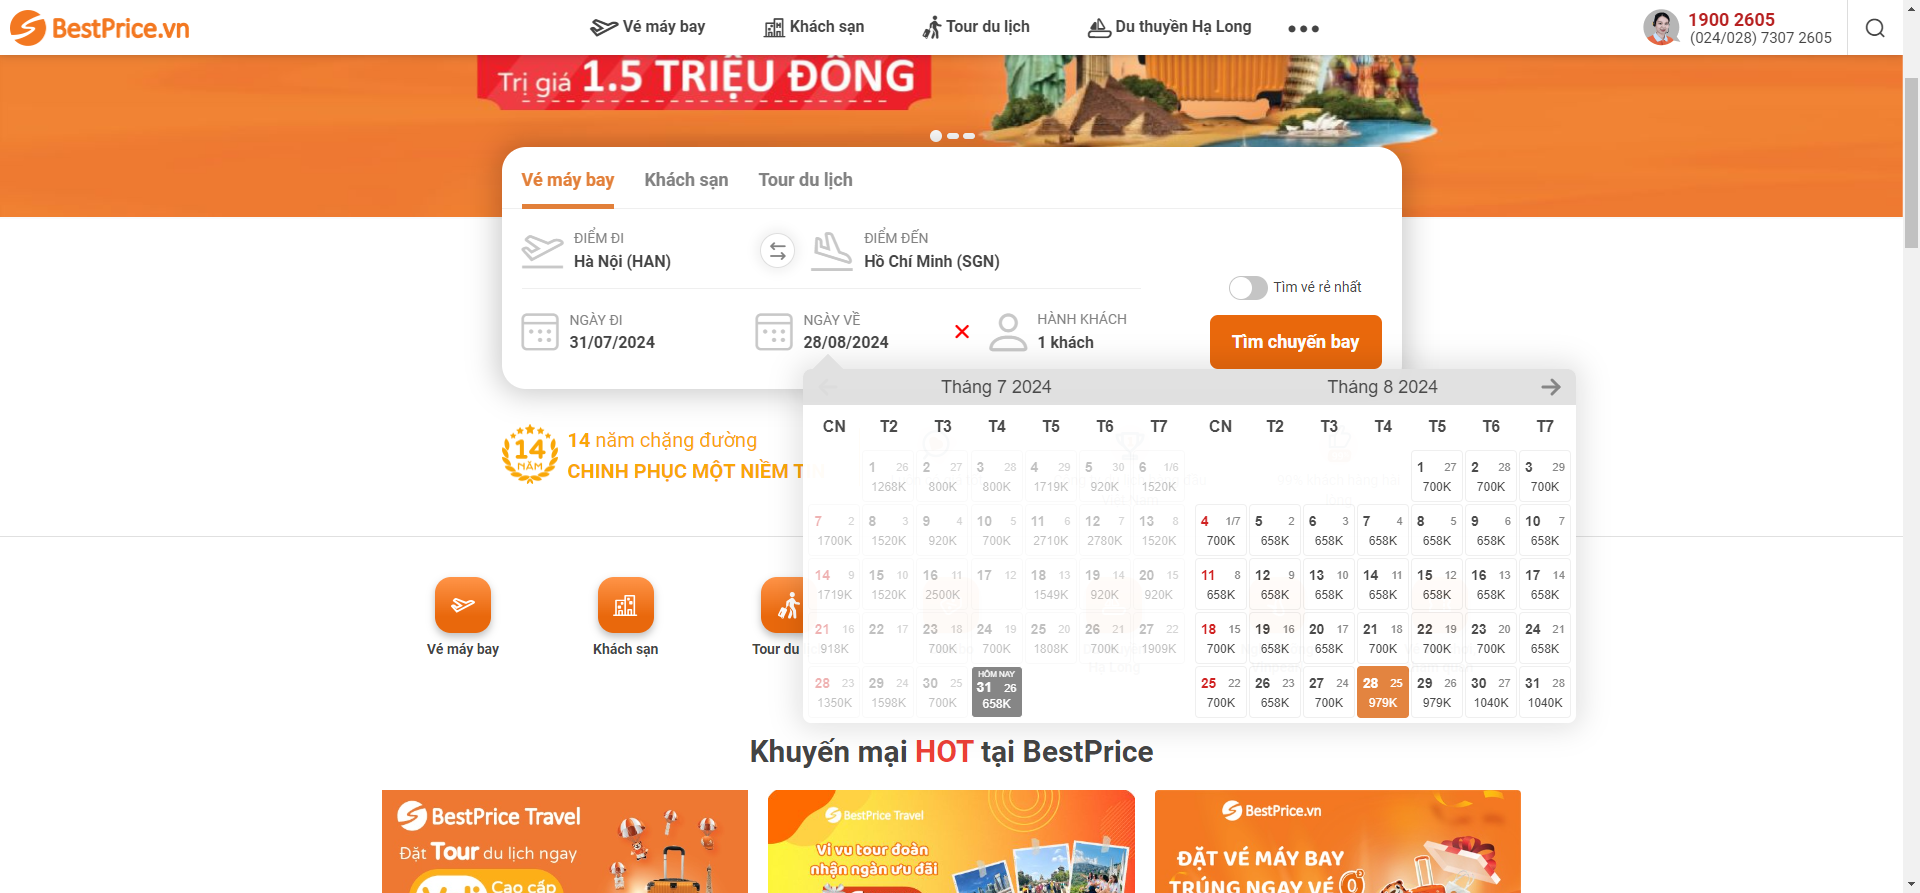 BestPrice.vn
Vé máy bay
Khách sạn
Tour du lịch
Du thuyền Hạ Long
1900 2605
(024/028) 7307 2605
Trị giá 1.5 TRIỆU ĐỒNG
Vé máy bay
Khách sạn
Tour du lịch
ĐIỂM ĐI
Hà Nội (HAN)
ĐIỂM ĐẾN
Hồ Chí Minh (SGN)
Tìm vé rẻ nhất
NGÀY ĐI
31/07/2024
NGÀY VỀ
28/08/2024
HÀNH KHÁCH
1 khách
Tìm chuyến bay
14 NĂM
14 năm chặng đường
CHINH PHỤC MỘT NIỀM T
Tháng 7 2024
CN T2 T3 T4 T5 T6 T7
1 26 2 27 3 28 4 29 5 30 6 1/6
1268K 800K 800K 1719K 920K 1520K
7 2 8 3 9 4 10 5 11 6 12 7 13 8
1700K 1520K 920K 700K 2710K 2780K 1520K
14 9 15 10 16 11 17 12 18 13 19 14 20 15
1719K 1520K 2500K 1549K 920K 920K
21 16 22 17 23 18 24 19 25 20 26 21 27 22
918K 700K 700K 1808K 700K 1909K
HÔM NAY
28 23 29 24 30 25 31 26
1350K 1598K 700K 658K
Tháng 8 2024
CN T2 T3 T4 T5 T6 T7
1 27 2 28 3 29
700K 700K 700K
4 1/7 5 2 6 3 7 4 8 5 9 6 10 7
700K 658K 658K 658K 658K 658K 658K
11 8 12 9 13 10 14 11 15 12 16 13 17 14
658K 658K 658K 658K 658K 658K 658K
18 15 19 16 20 17 21 18 22 19 23 20 24 21
700K 658K 658K 700K 700K 700K 658K
25 22 26 23 27 24 28 25 29 26 30 27 31 28
700K 658K 700K 979K 979K 1040K 1040K
Vé máy bay
Khách sạn
Tour du
Khuyến mại HOT tại BestPrice
BestPrice Travel
Đặt Tour du lịch ngay
Cao cấp
BestPrice Travel
Vi vu tour đoàn
nhận ngàn ưu đãi
BestPrice.vn
ĐẶT VÉ MÁY BAY
TRÚNG NGAY VÉ 0đ